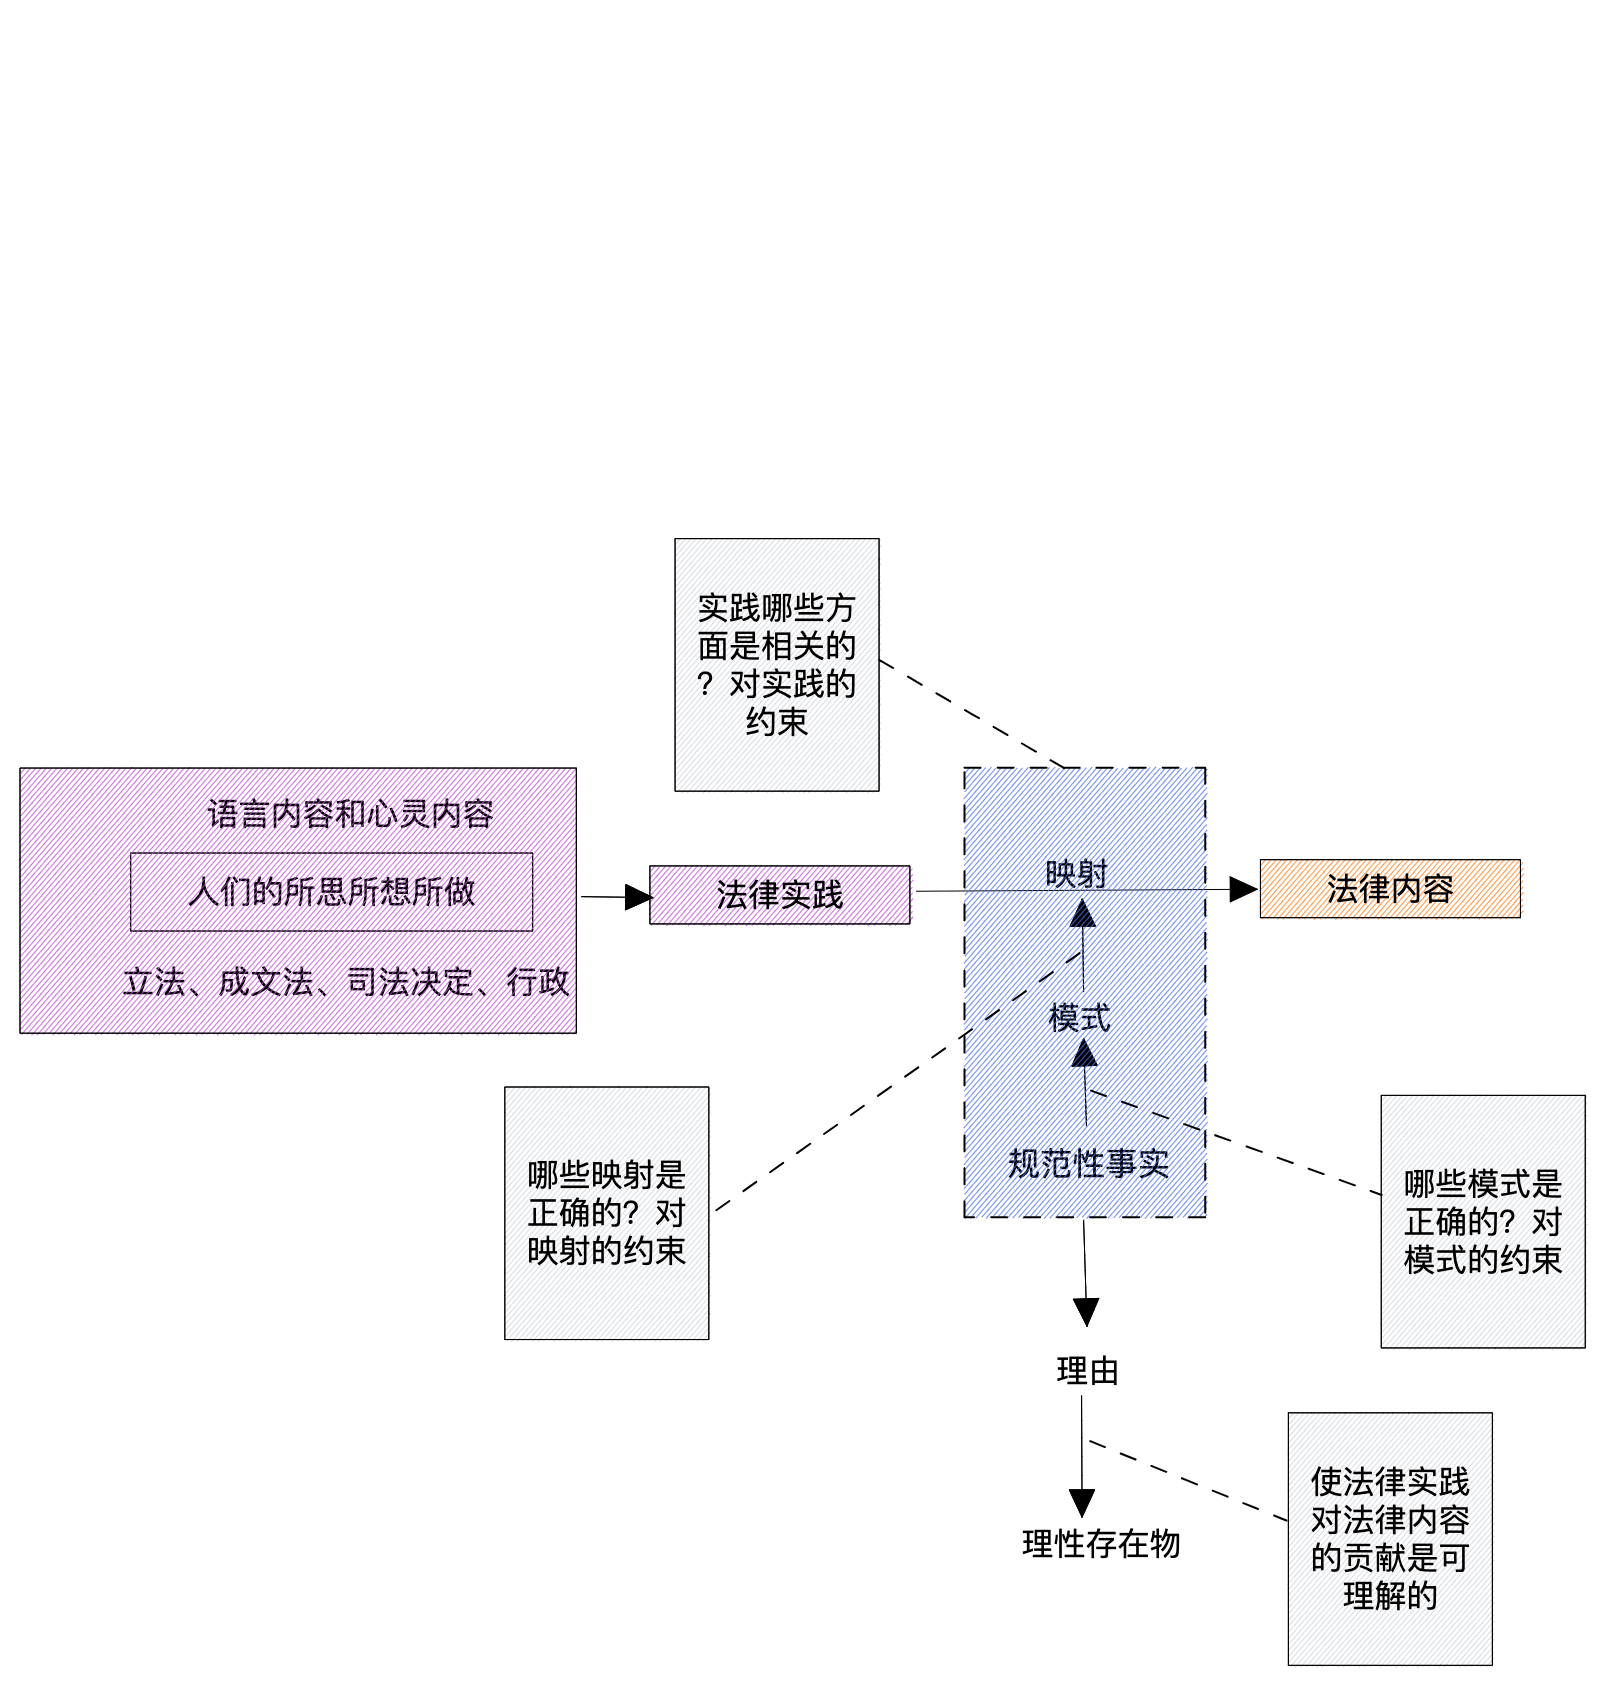 实践哪些方
面是相关的
？对实践的
约束
语言内容和心灵内容
人们的所思所想所做
立法、成文法、司法决定、行政
法律实践
映射
模式
规范性事实
法律内容
哪些映射是
正确的？对
映射的约束
哪些模式是
正确的？对
模式的约束
理由
理性存在物
使法律实践
对法律内容
的贡献是可
理解的